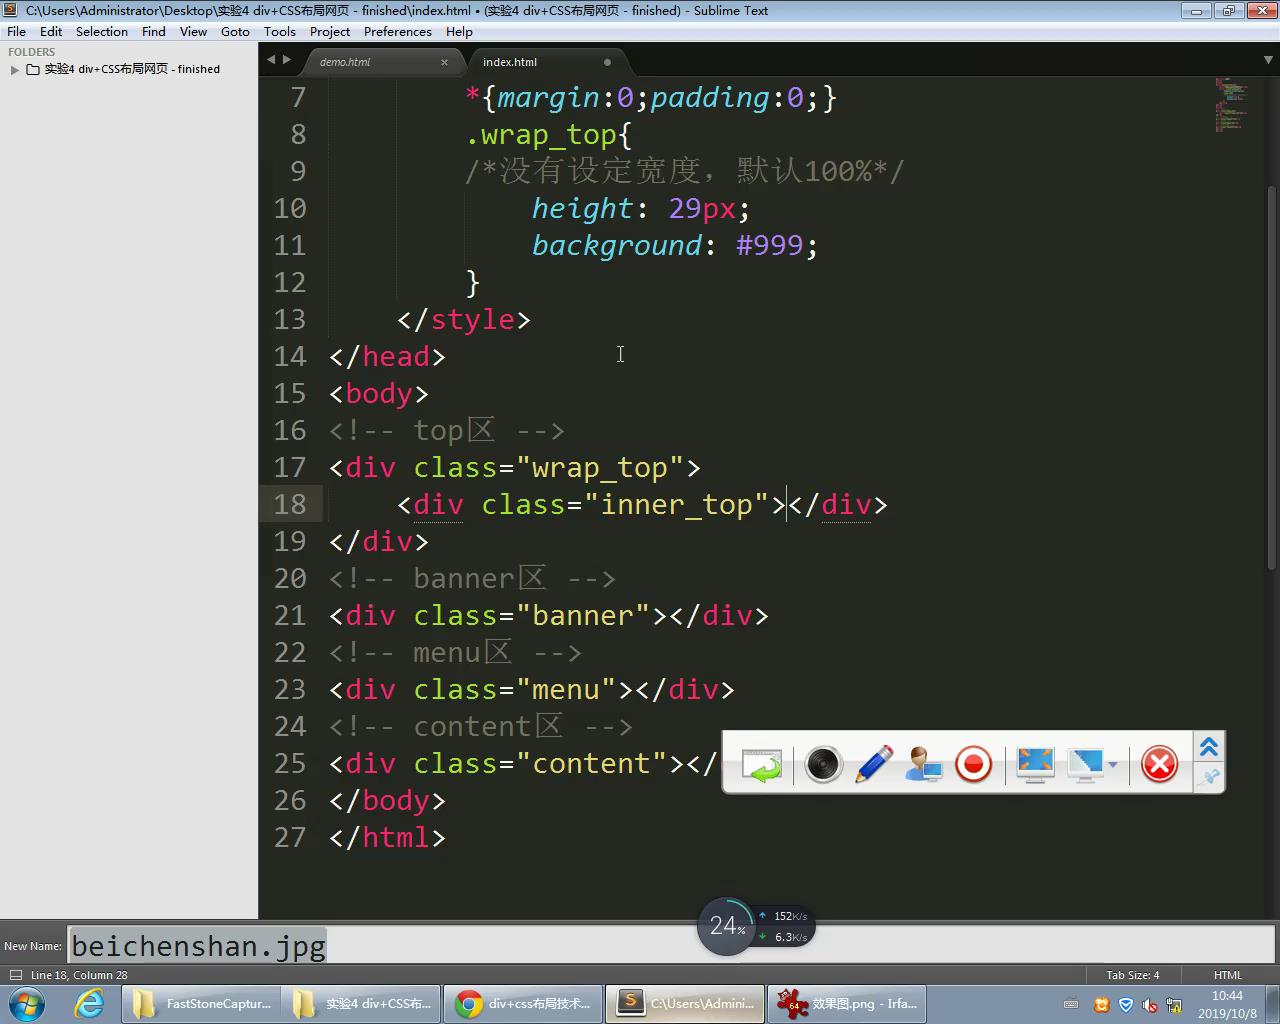 C:\Users\Administrator\Desktop\实验4 div+CSS布局网页 - finished\index.html • (实验4 div+CSS布局网页 - finished) - Sublime Text
File Edit Selection Find View Goto Tools Project Preferences Help
FOLDERS
实验4 div+CSS布局网页 - finished
demo.html
index.html
7 *{margin:0;padding:0;}
8 .wrap_top{
9 /*没有设定宽度，默认100%*/
10 height: 29px;
11 background: #999;
12 }
13 </style>
14 </head>
15 <body>
16 <!-- top区 -->
17 <div class="wrap_top">
18 <div class="inner_top"></div>
19 </div>
20 <!-- banner区 -->
21 <div class="banner"></div>
22 <!-- menu区 -->
23 <div class="menu"></div>
24 <!-- content区 -->
25 <div class="content"></
26 </body>
27 </html>
24%
152K/s
6.3K/s
New Name: beichenshan.jpg
Line 18, Column 28
Tab Size: 4
HTML
FastStoneCaptur...
实验4 div+CSS布...
div+css布局技术...
C:\Users\Admini...
64
效果图.png - Irfa...
10:44
2019/10/8